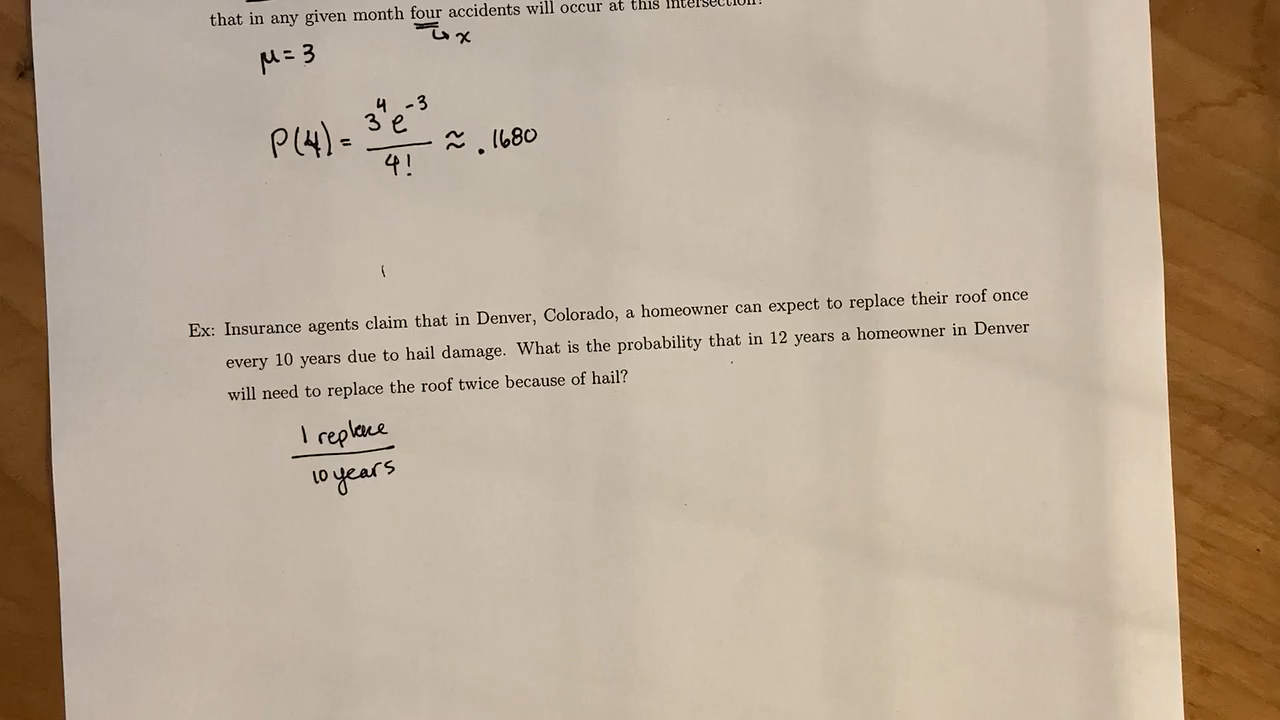 that in any given month four accidents will occur at this intersection?
↳ x
μ = 3
P(4) = 3⁴e⁻³ / 4! ≈ .1680
Ex: Insurance agents claim that in Denver, Colorado, a homeowner can expect to replace their roof once
every 10 years due to hail damage. What is the probability that in 12 years a homeowner in Denver
will need to replace the roof twice because of hail?
1 replace
10 years